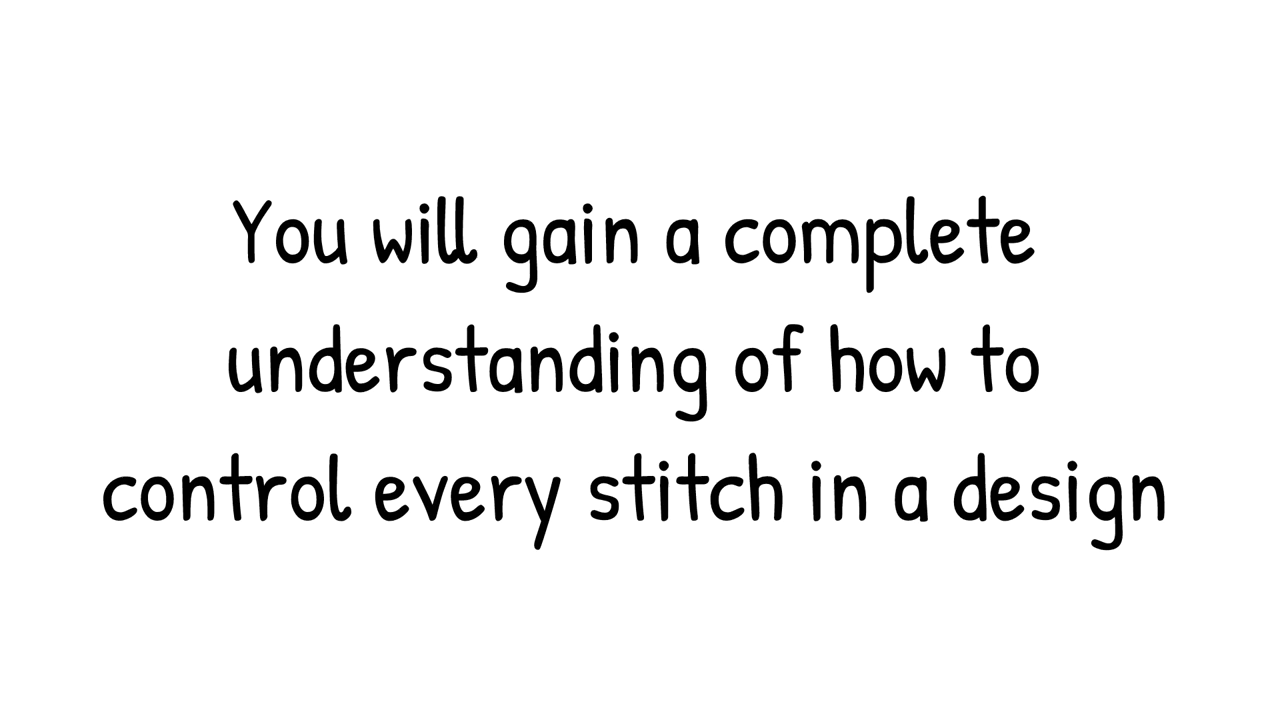 You will gain a complete
understanding of how to
control every stitch in a design